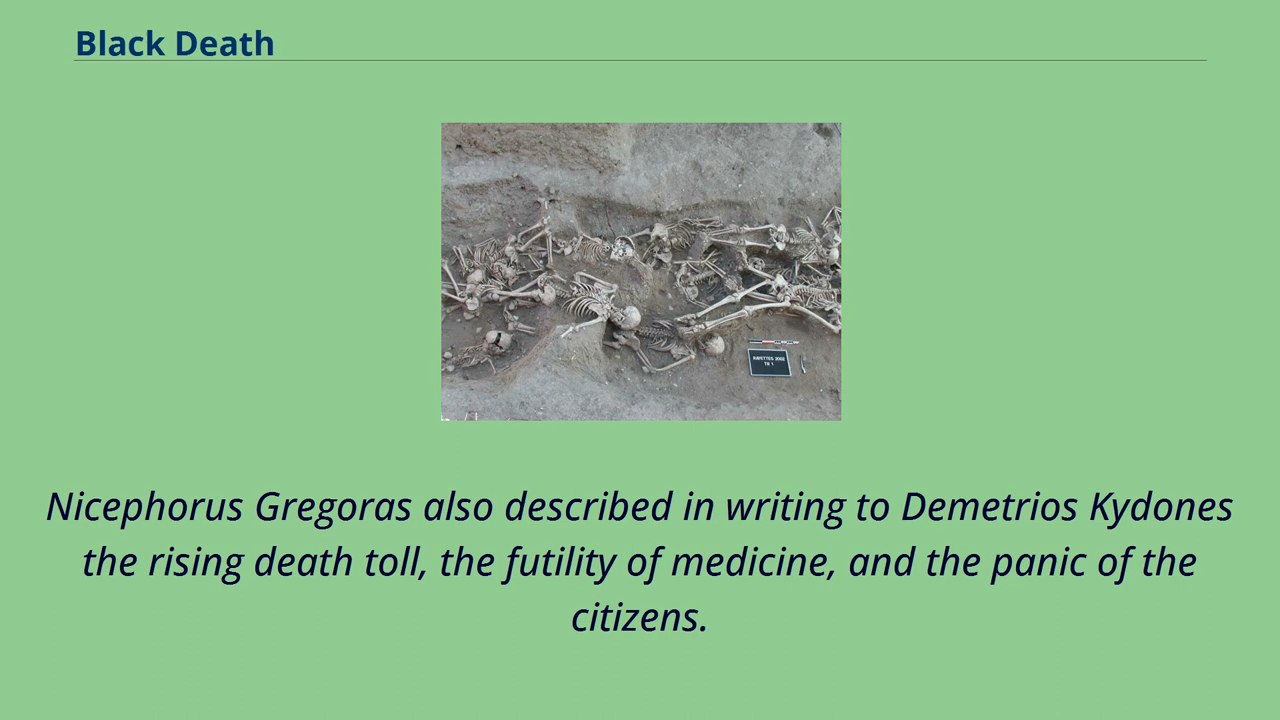 Black Death
Nicephorus Gregoras also described in writing to Demetrios Kydones
the rising death toll, the futility of medicine, and the panic of the
citizens.